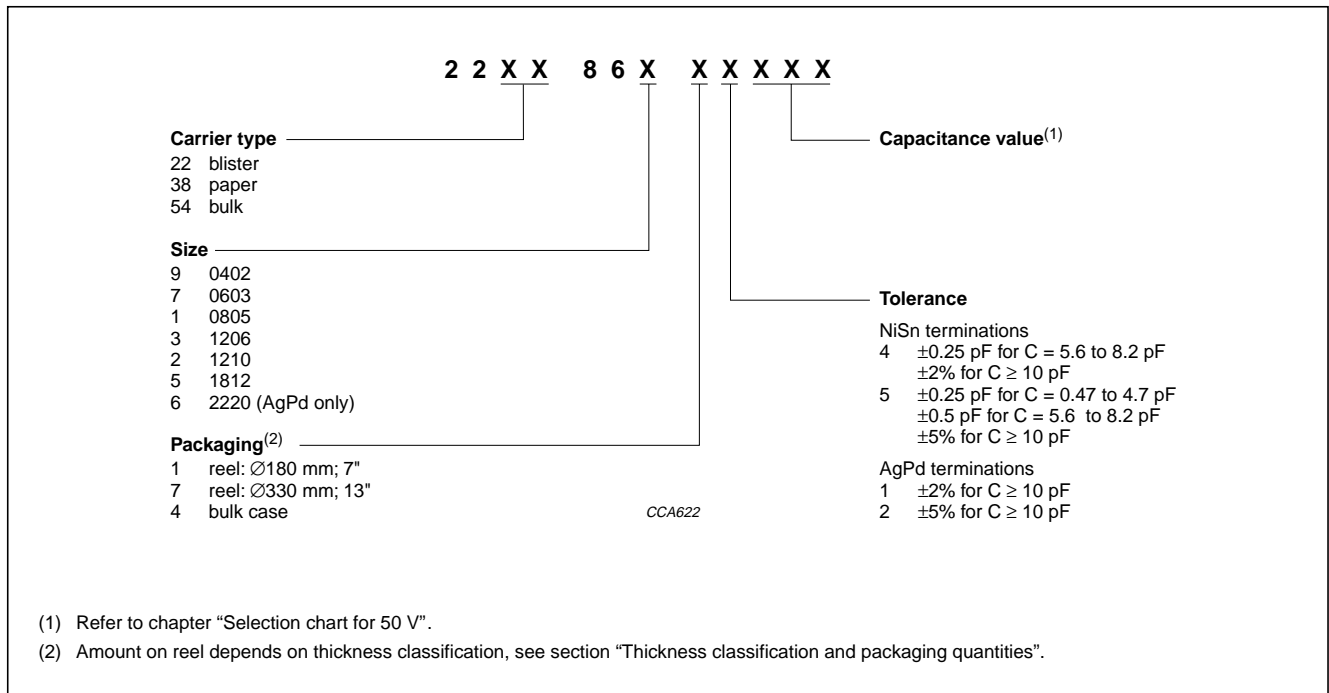 2 2 X X 8 6 X X X X X X
Carrier type
22 blister
38 paper
54 bulk
Size
9 0402
7 0603
1 0805
3 1206
2 1210
5 1812
6 2220 (AgPd only)
Packaging(2)
1 reel: ∅180 mm; 7"
7 reel: ∅330 mm; 13"
4 bulk case
Capacitance value(1)
Tolerance
NiSn terminations
4 ±0.25 pF for C = 5.6 to 8.2 pF
±2% for C ≥ 10 pF
5 ±0.25 pF for C = 0.47 to 4.7 pF
±0.5 pF for C = 5.6 to 8.2 pF
±5% for C ≥ 10 pF
AgPd terminations
1 ±2% for C ≥ 10 pF
2 ±5% for C ≥ 10 pF
CCA622
(1) Refer to chapter “Selection chart for 50 V”.
(2) Amount on reel depends on thickness classification, see section “Thickness classification and packaging quantities”.